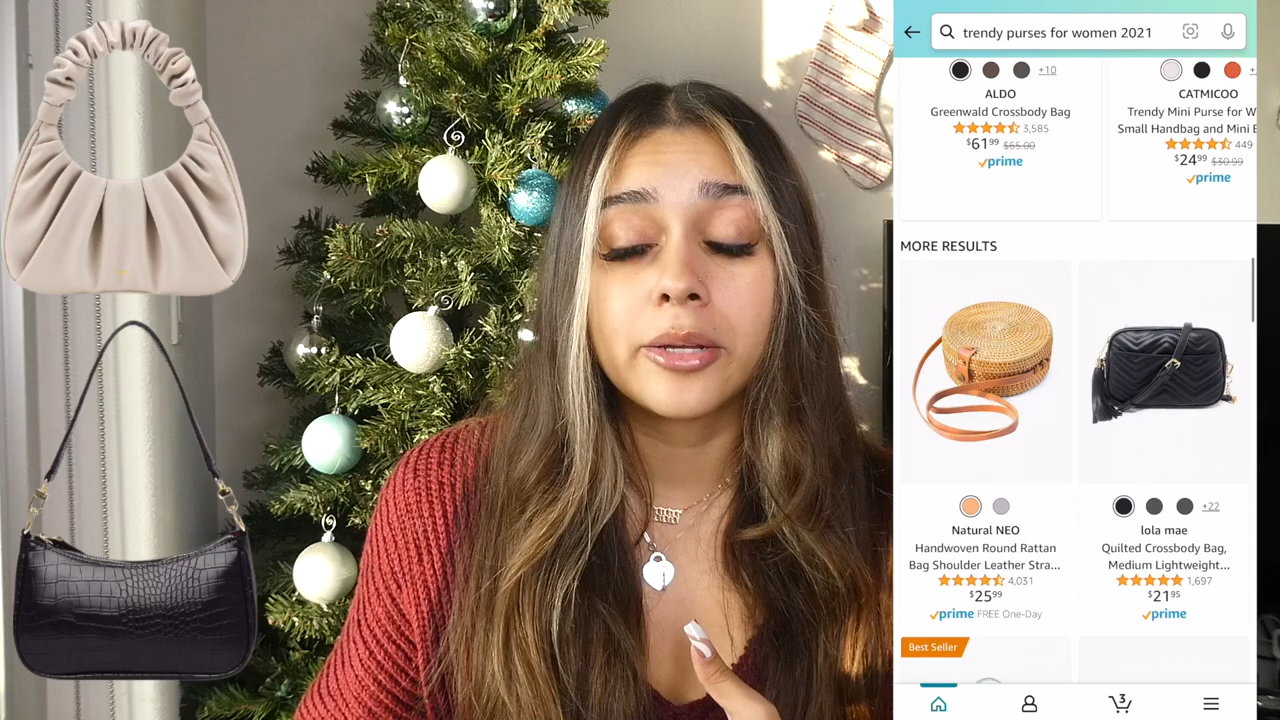 trendy purses for women 2021
+10
ALDO
Greenwald Crossbody Bag
3,585
$61.99 $65.00
prime
CATMICOO
Trendy Mini Purse for W
Small Handbag and Mini
449
$24.99 $30.99
prime
MORE RESULTS
Natural NEO
Handwoven Round Rattan
Bag Shoulder Leather Stra...
4,031
$25.99
prime FREE One-Day
+22
lola mae
Quilted Crossbody Bag,
Medium Lightweight...
1,697
$21.95
prime
Best Seller
3